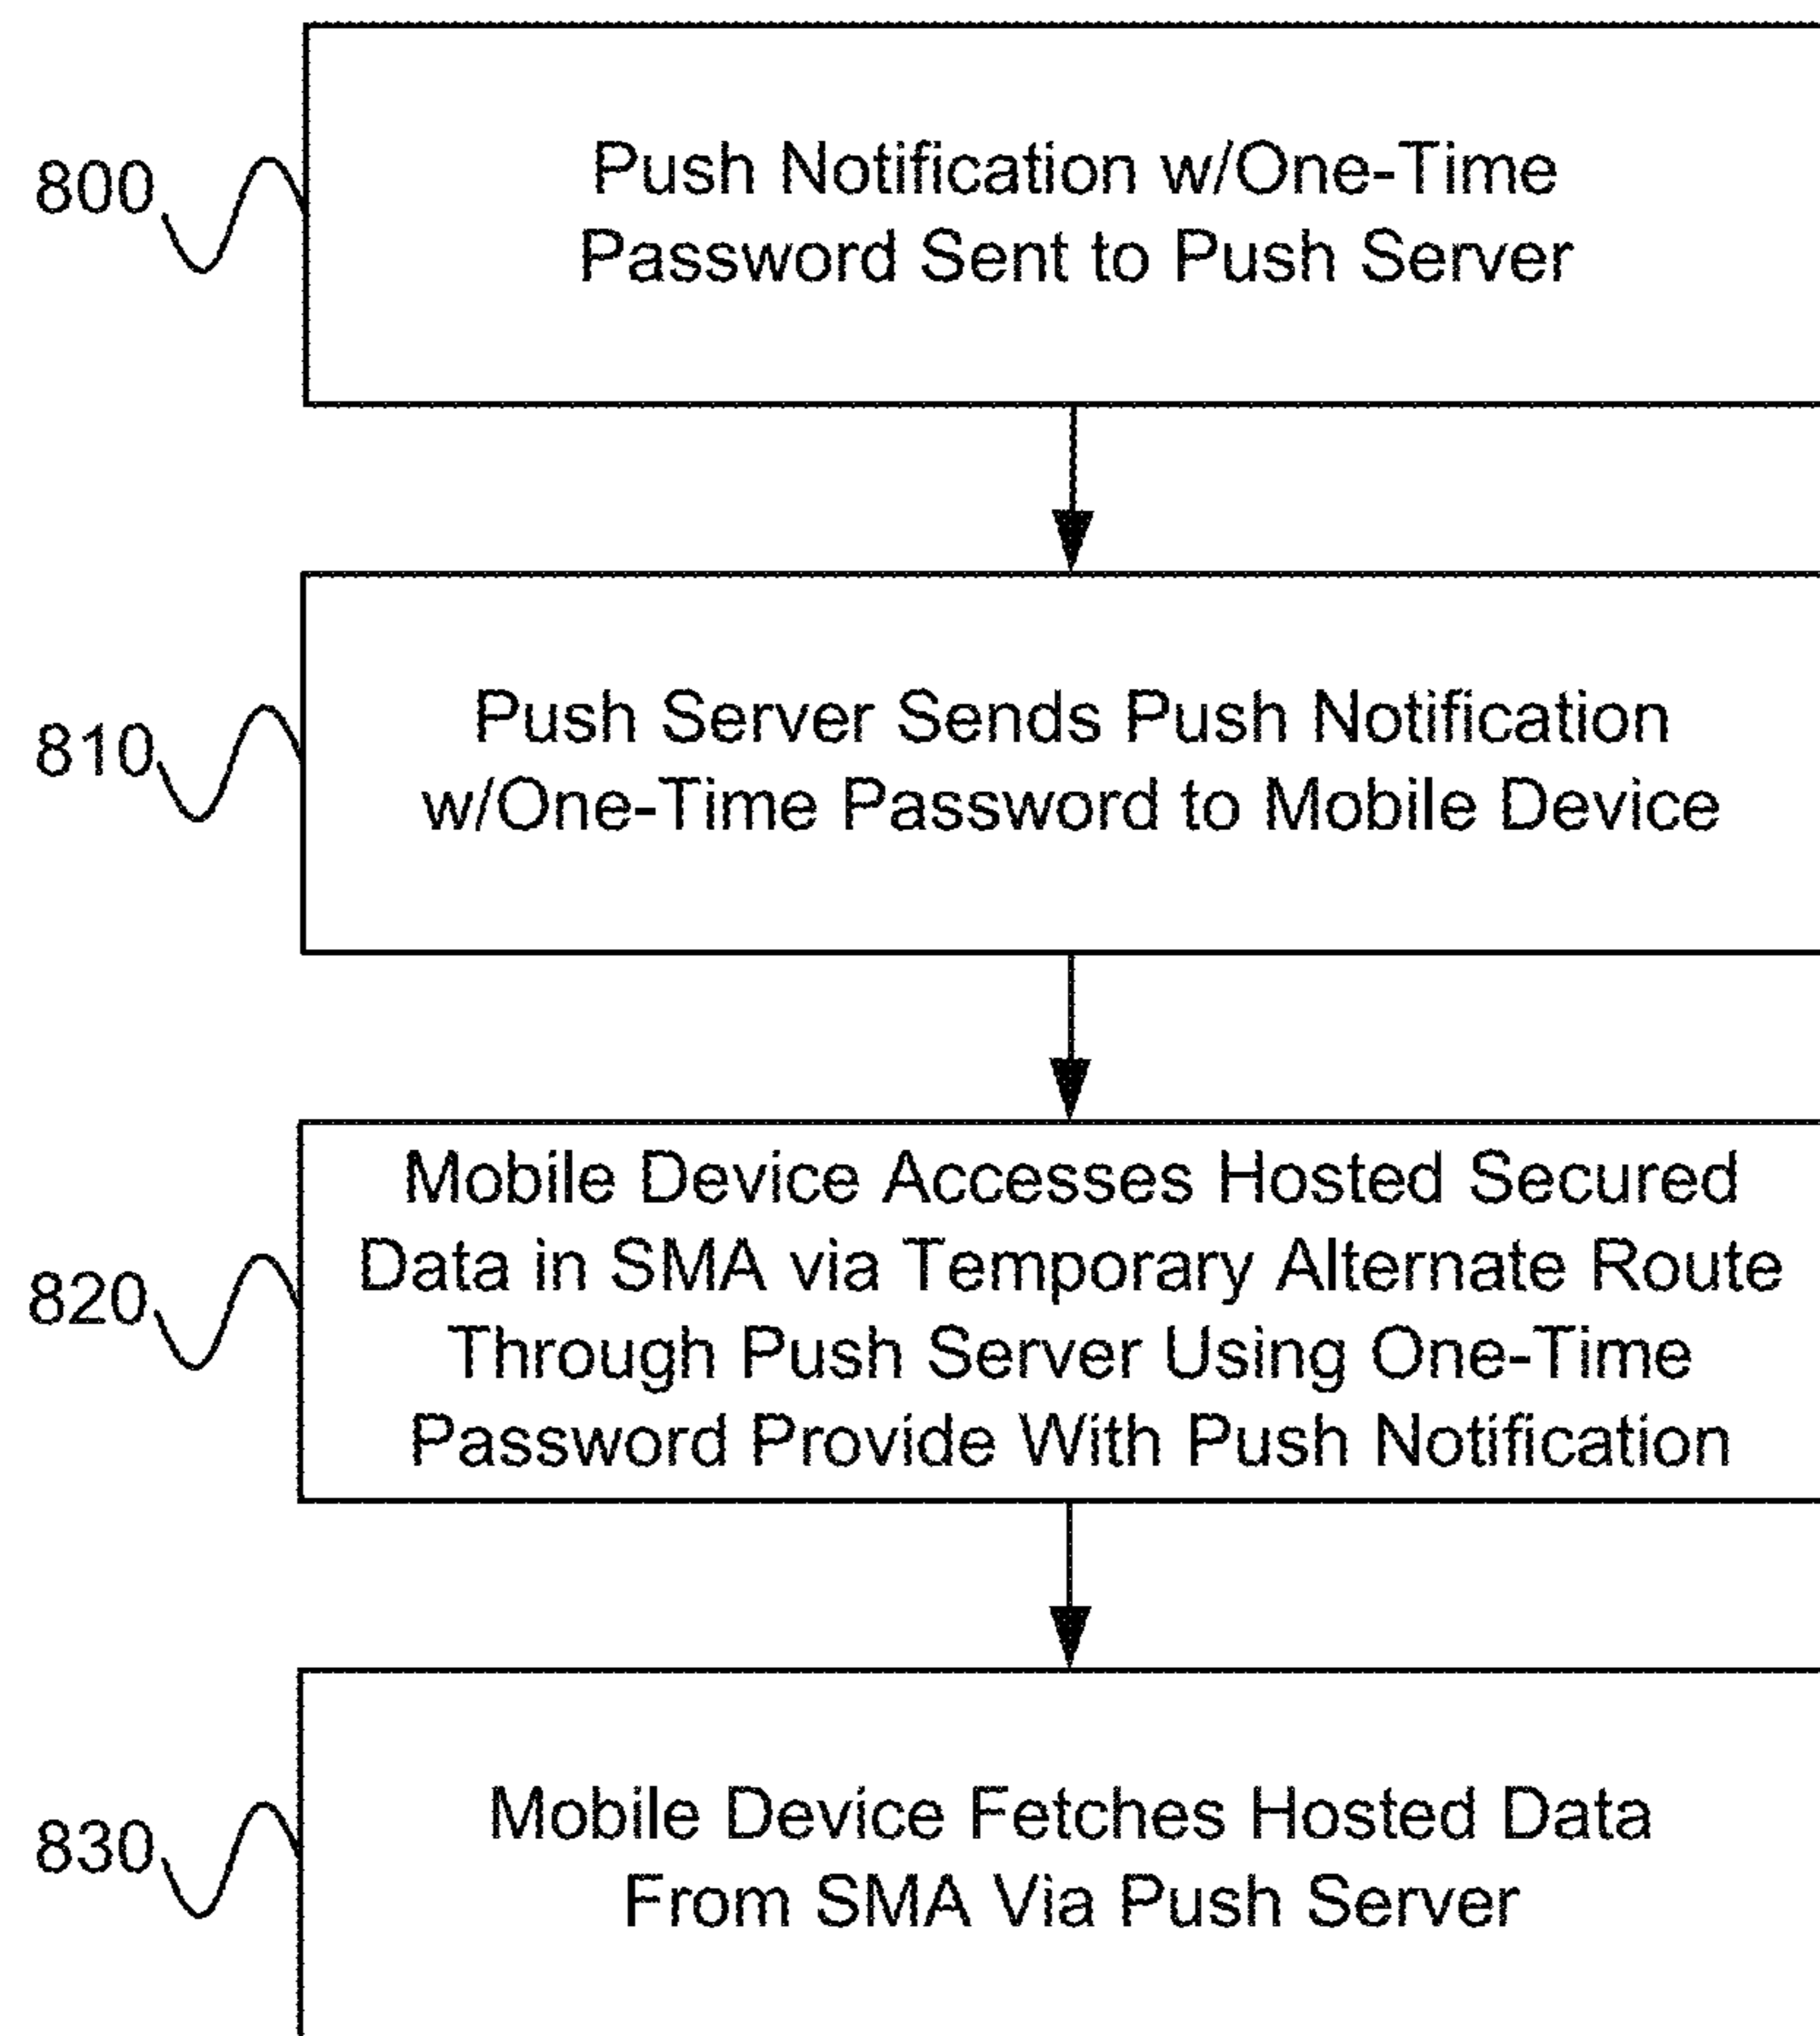 800
Push Notification w/One-Time
Password Sent to Push Server
810
Push Server Sends Push Notification
w/One-Time Password to Mobile Device
820
Mobile Device Accesses Hosted Secured
Data in SMA via Temporary Alternate Route
Through Push Server Using One-Time
Password Provide With Push Notification
830
Mobile Device Fetches Hosted Data
From SMA Via Push Server